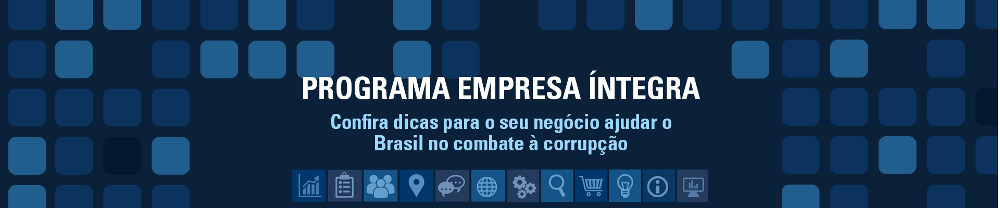 PROGRAMA EMPRESA ÍNTEGRA
Confira dicas para o seu negócio ajudar o
Brasil no combate à corrupção